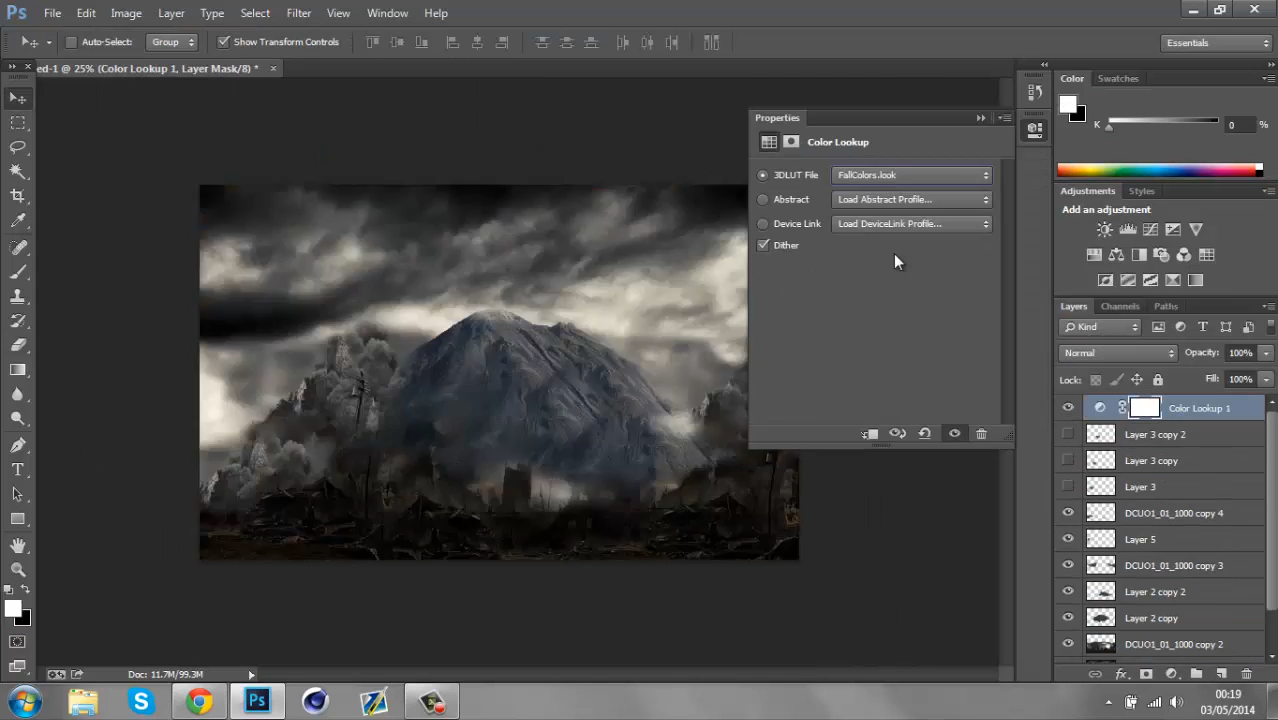 Ps File Edit Image Layer Type Select Filter View Window Help
Auto-Select: Group Show Transform Controls Essentials
ed-1 @ 25% (Color Lookup 1, Layer Mask/8) *
Properties
Color Lookup
3DLUT File FallColors.look
Abstract Load Abstract Profile...
Device Link Load DeviceLink Profile...
Dither
Color Swatches
K 0 %
Adjustments Styles
Add an adjustment
Layers Channels Paths
Kind
Normal Opacity: 100%
Lock: Fill: 100%
Color Lookup 1
Layer 3 copy 2
Layer 3 copy
Layer 3
DCUO1_01_1000 copy 4
Layer 5
DCUO1_01_1000 copy 3
Layer 2 copy 2
Layer 2 copy
DCUO1_01_1000 copy 2
Doc: 11.7M/99.3M
Ps
00:19
03/05/2014